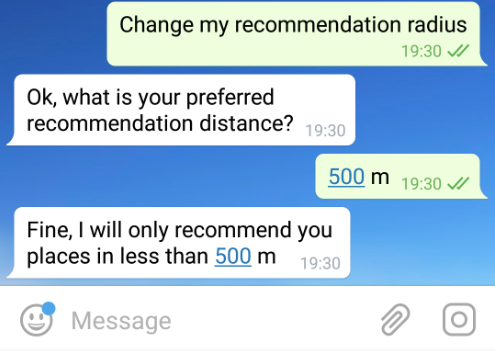 Change my recommendation radius
19:30
Ok, what is your preferred
recommendation distance? 19:30
500 m 19:30
Fine, I will only recommend you
places in less than 500 m 19:30
Message